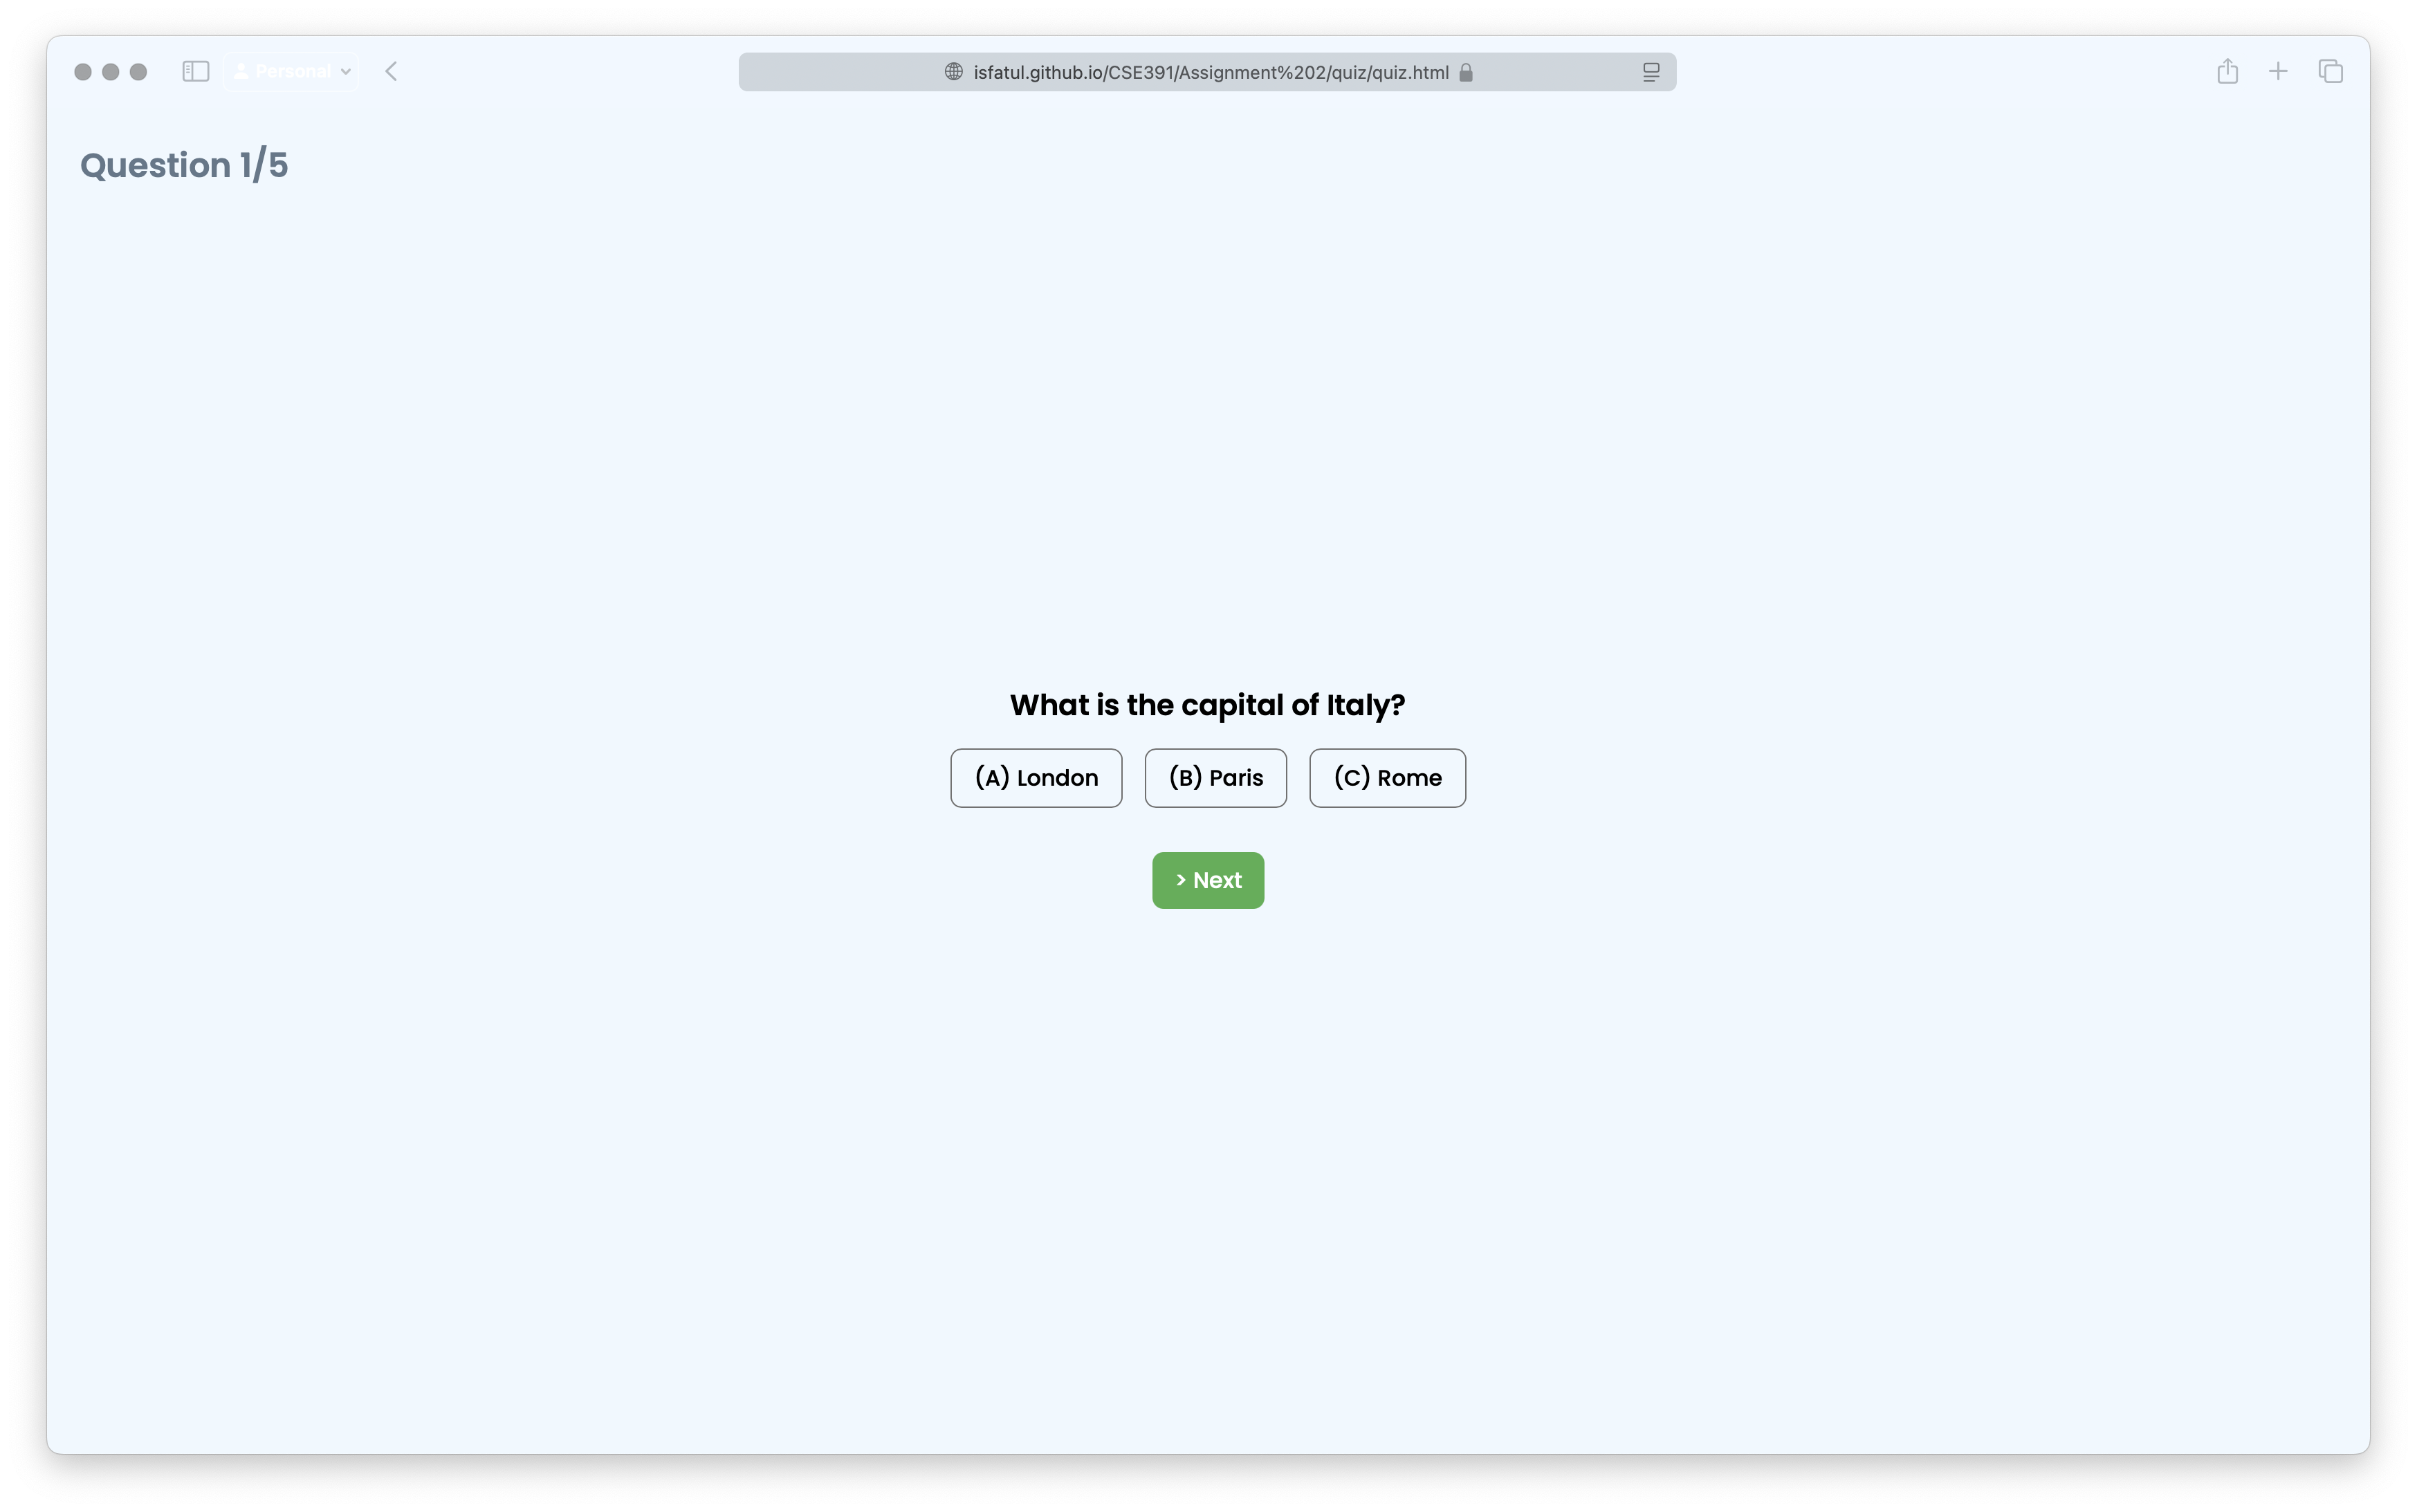 Personal
isfatul.github.io/CSE391/Assignment%202/quiz/quiz.html
Question 1/5
What is the capital of Italy?
(A) London
(B) Paris
(C) Rome
> Next